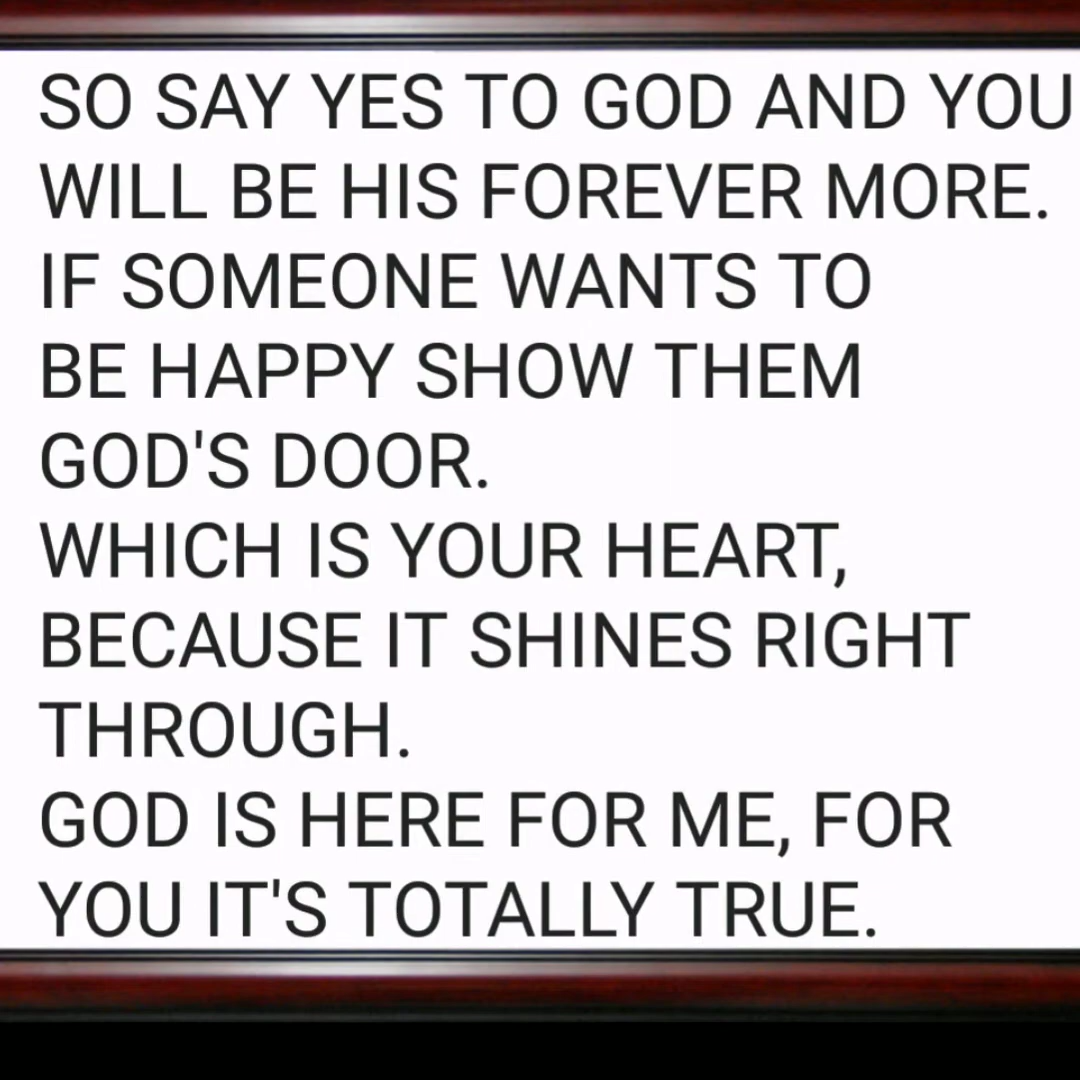 SO SAY YES TO GOD AND YOU
WILL BE HIS FOREVER MORE.
IF SOMEONE WANTS TO
BE HAPPY SHOW THEM
GOD'S DOOR.
WHICH IS YOUR HEART,
BECAUSE IT SHINES RIGHT
THROUGH.
GOD IS HERE FOR ME, FOR
YOU IT'S TOTALLY TRUE.